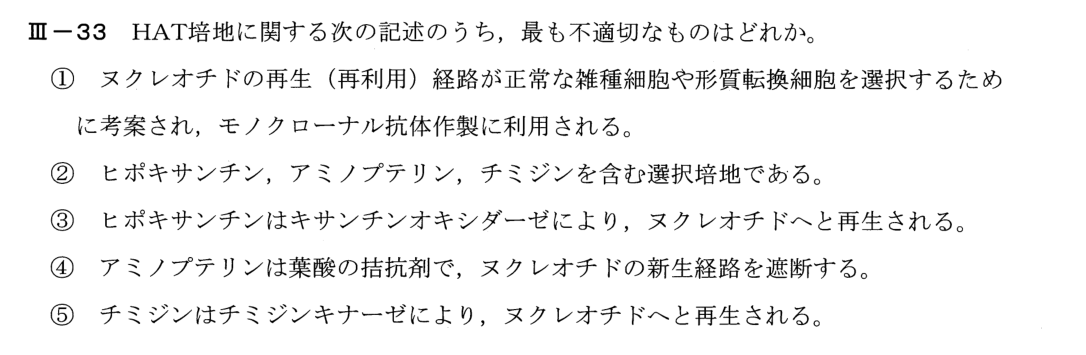 Ⅲ－33　HAT培地に関する次の記述のうち，最も不適切なものはどれか。
①　ヌクレオチドの再生（再利用）経路が正常な雑種細胞や形質転換細胞を選択するため
に考案され，モノクローナル抗体作製に利用される。
②　ヒポキサンチン，アミノプテリン，チミジンを含む選択培地である。
③　ヒポキサンチンはキサンチンオキシダーゼにより，ヌクレオチドへと再生される。
④　アミノプテリンは葉酸の拮抗剤で，ヌクレオチドの新生経路を遮断する。
⑤　チミジンはチミジンキナーゼにより，ヌクレオチドへと再生される。